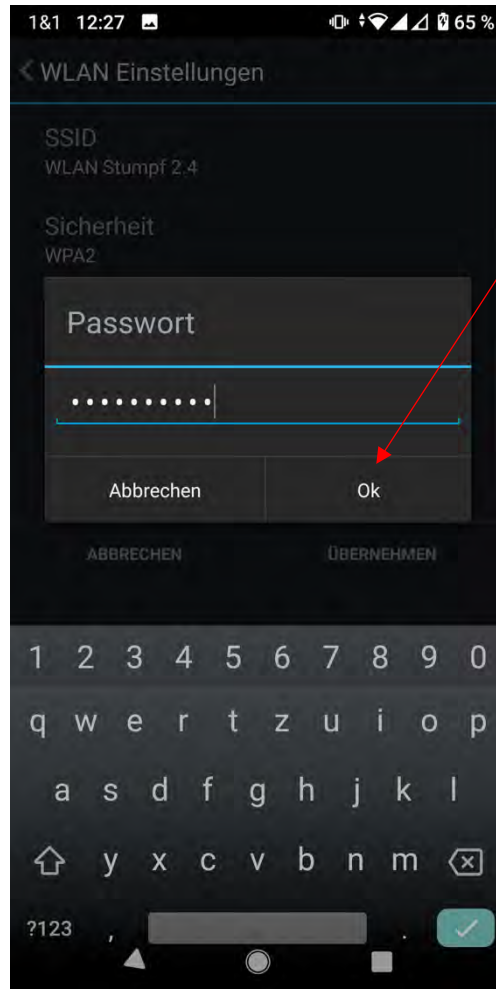 1&1 12:27 65 %
WLAN Einstellungen
SSID
WLAN Stumpf 2.4
Sicherheit
WPA2
Passwort
••••••••••
Abbrechen Ok
ABBRECHEN ÜBERNEHMEN
1 2 3 4 5 6 7 8 9 0
q w e r t z u i o p
a s d f g h j k l
y x c v b n m
?123 , .